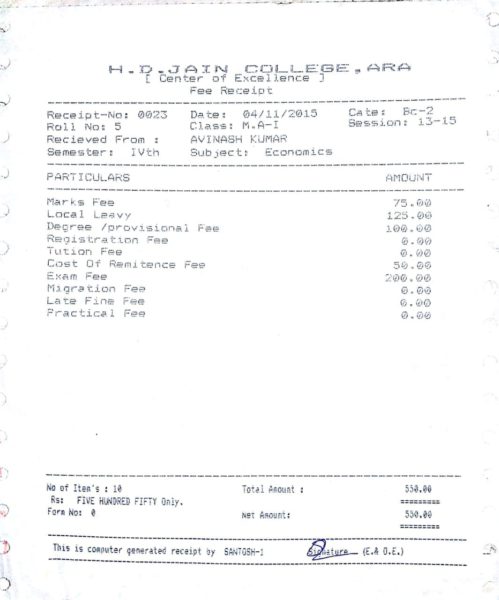 H.D.JAIN COLLEGE,ARA
[ Center of Excellence ]
Fee Receipt
Receipt-No: 0023 Date: 04/11/2015 Cate: Bc-2
Roll No: 5 Class: M.A-I Session: 13-15
Recieved From : AVINASH KUMAR
Semester: IVth Subject: Economics
PARTICULARS AMOUNT
Marks Fee 75.00
Local Leavy 125.00
Degree /provisional Fee 100.00
Registration Fee 0.00
Tution Fee 0.00
Cost Of Remitence Fee 50.00
Exam Fee 200.00
Migration Fee 0.00
Late Fine Fee 0.00
Practical Fee 0.00
No of Item's : 10 Total Amount : 550.00
Rs: FIVE HUNDRED FIFTY Only.
Form No: 0 Net Amount: 550.00
This is computer generated receipt by SANTOSH-1 Signature (E.& O.E.)